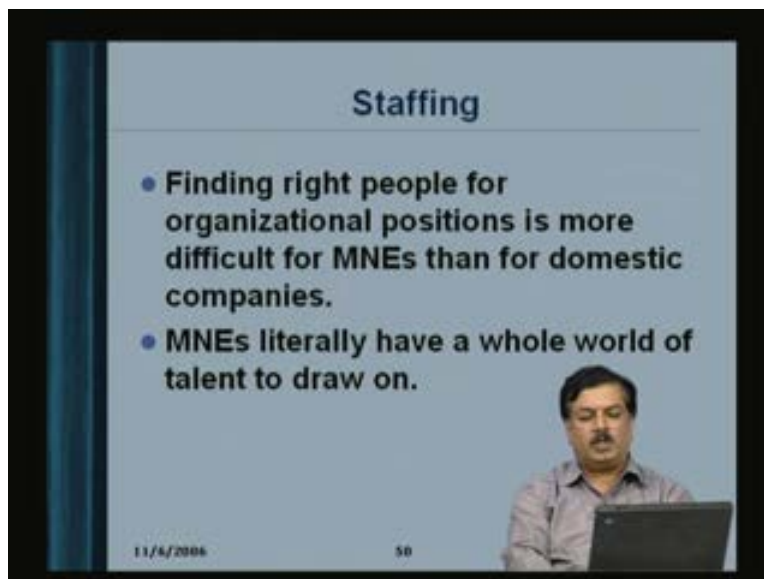 Staffing
Finding right people for
organizational positions is more
difficult for MNEs than for domestic
companies.
MNEs literally have a whole world of
talent to draw on.
11/6/2006
50